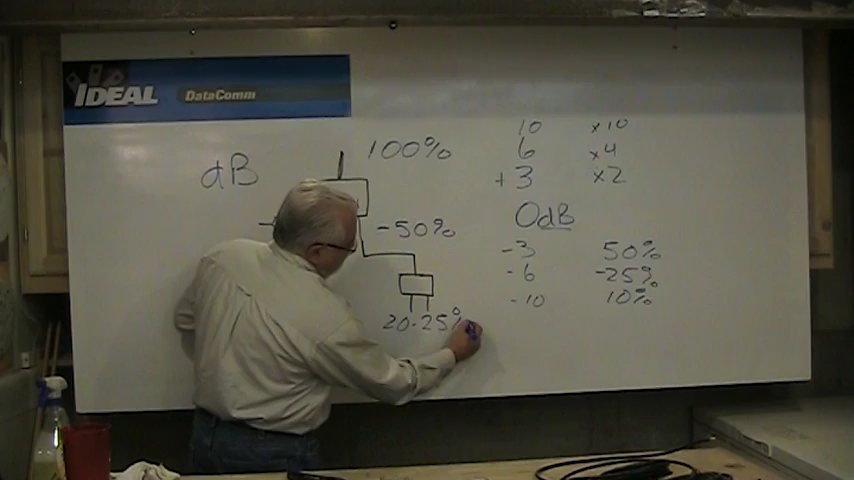 IDEAL DataComm
dB
100%
-50%
20-25%
10 x10
6 x4
+3 x2
0dB
-3 50%
-6 -25%
-10 10%